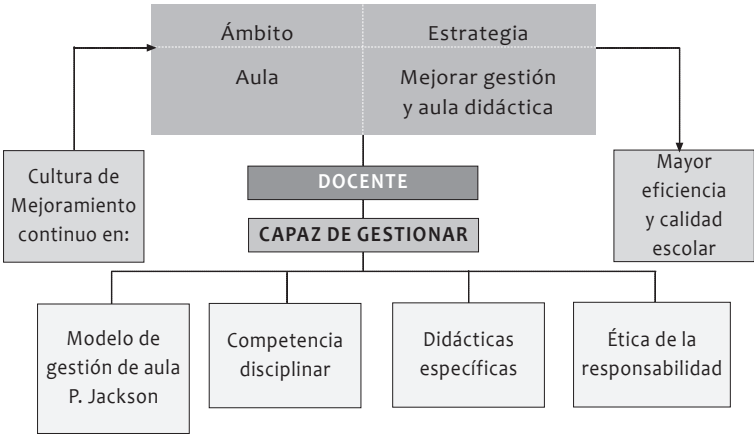 Ámbito
Estrategia
Aula
Mejorar gestión
y aula didáctica
Cultura de
Mejoramiento
continuo en:
DOCENTE
CAPAZ DE GESTIONAR
Mayor
eficiencia
y calidad
escolar
Modelo de
gestión de aula
P. Jackson
Competencia
disciplinar
Didácticas
específicas
Ética de la
responsabilidad